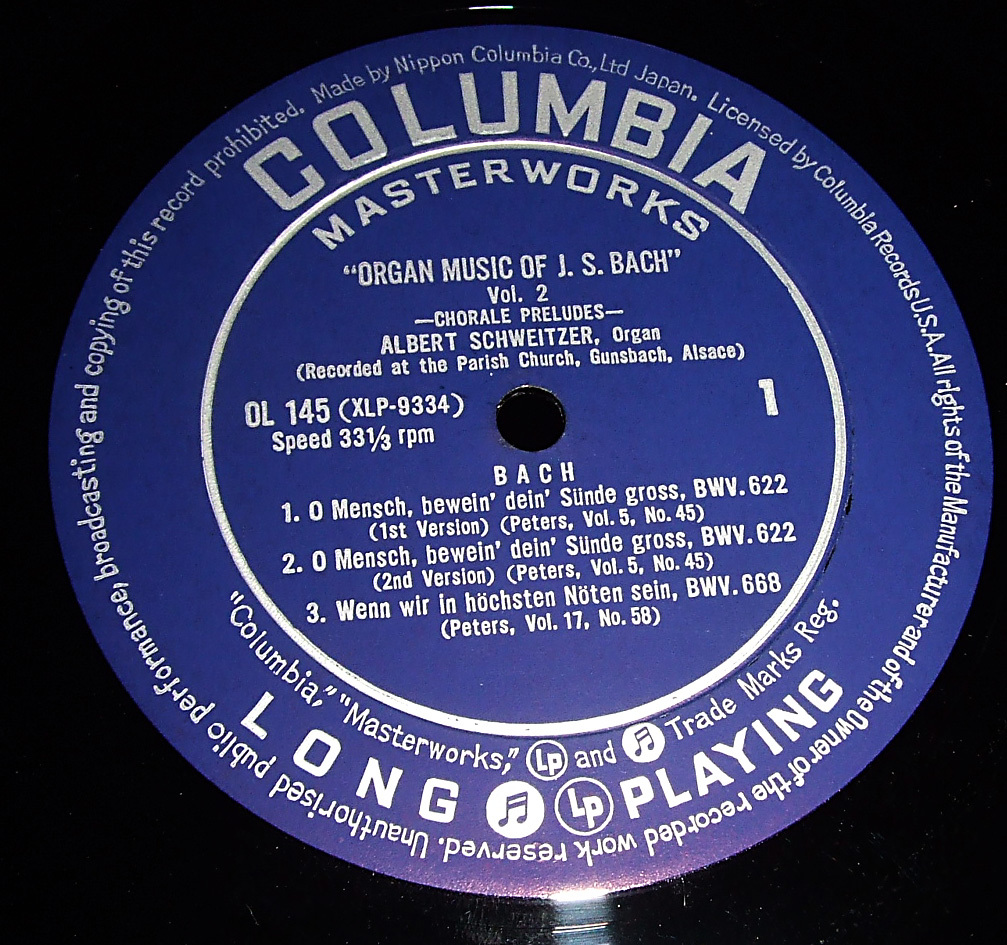 Made by Nippon Columbia Co., Ltd Japan. Licensed by Columbia Records U.S.A. All rights of the Manufacturer and of the Owner of the recorded work reserved. Unauthorised public performance, broadcasting and copying of this record prohibited.
COLUMBIA
MASTERWORKS
“ORGAN MUSIC OF J. S. BACH”
Vol. 2
—CHORALE PRELUDES—
ALBERT SCHWEITZER, Organ
(Recorded at the Parish Church, Gunsbach, Alsace)
OL 145 (XLP-9334)
1
Speed 33⅓ rpm
BACH
1. O Mensch, bewein' dein' Sünde gross, BWV. 622
(1st Version) (Peters, Vol. 5, No. 45)
2. O Mensch, bewein' dein' Sünde gross, BWV. 622
(2nd Version) (Peters, Vol. 5, No. 45)
3. Wenn wir in höchsten Nöten sein, BWV. 668
(Peters, Vol. 17, No. 58)
“Columbia,” “Masterworks,” Lp and Trade Marks Reg.
LONG Lp PLAYING